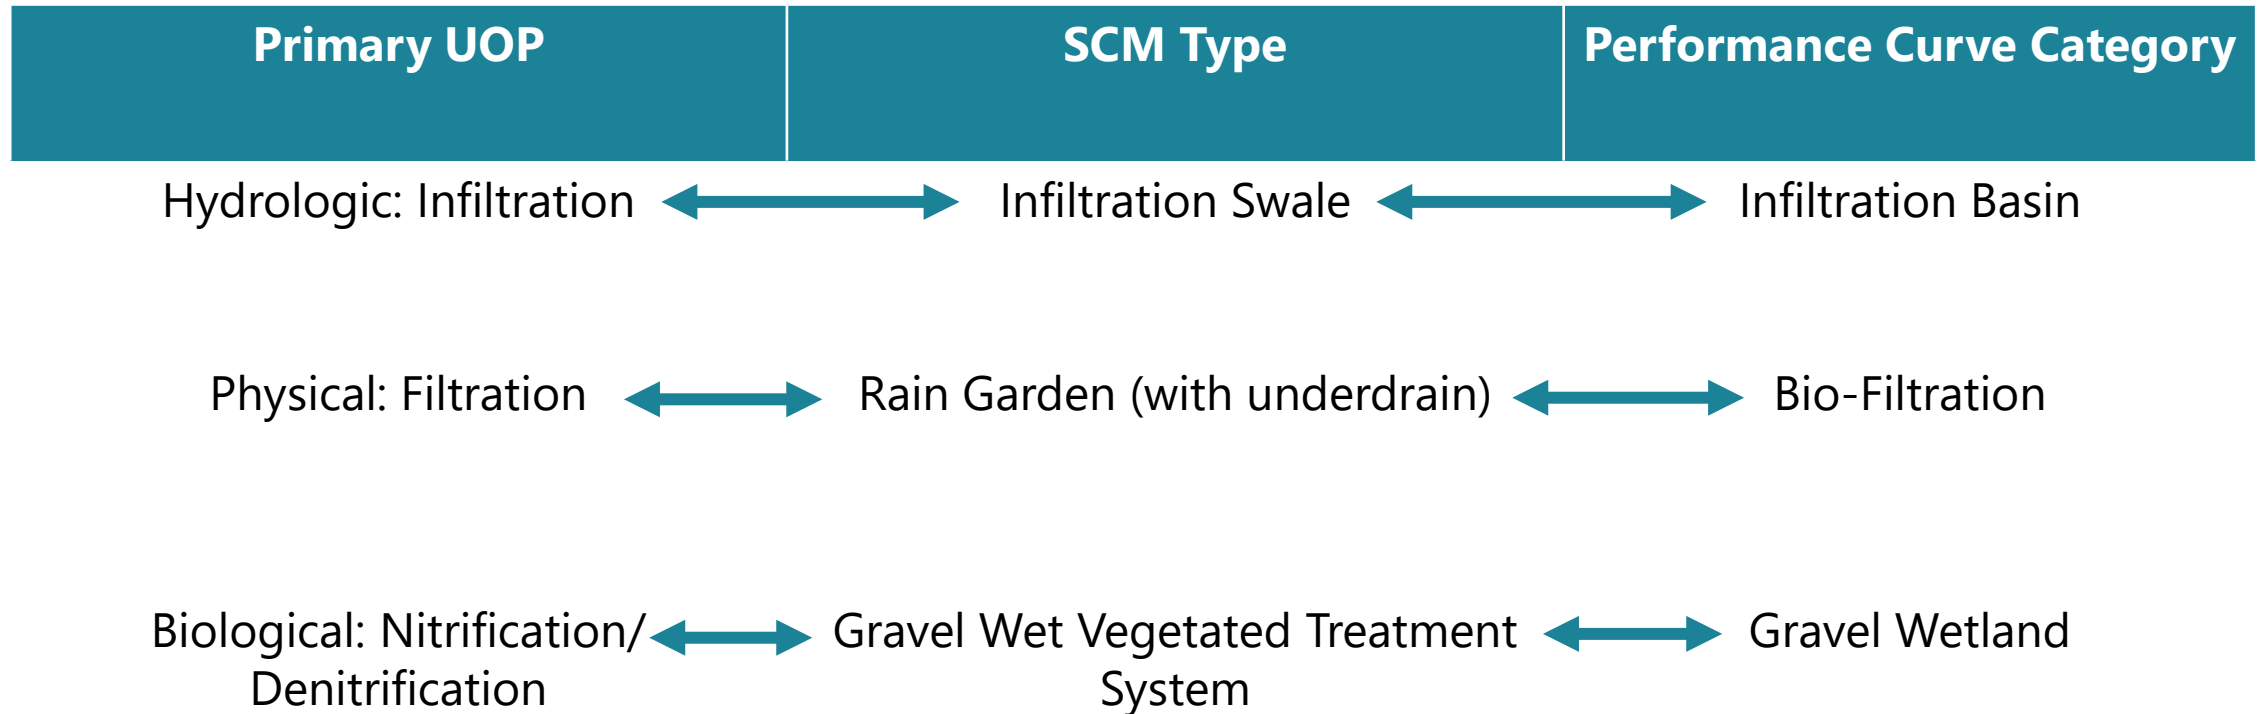 Primary UOP
SCM Type
Performance Curve Category
Hydrologic: Infiltration
Infiltration Swale
Infiltration Basin
Physical: Filtration
Rain Garden (with underdrain)
Bio-Filtration
Biological: Nitrification/
Denitrification
Gravel Wet Vegetated Treatment
System
Gravel Wetland